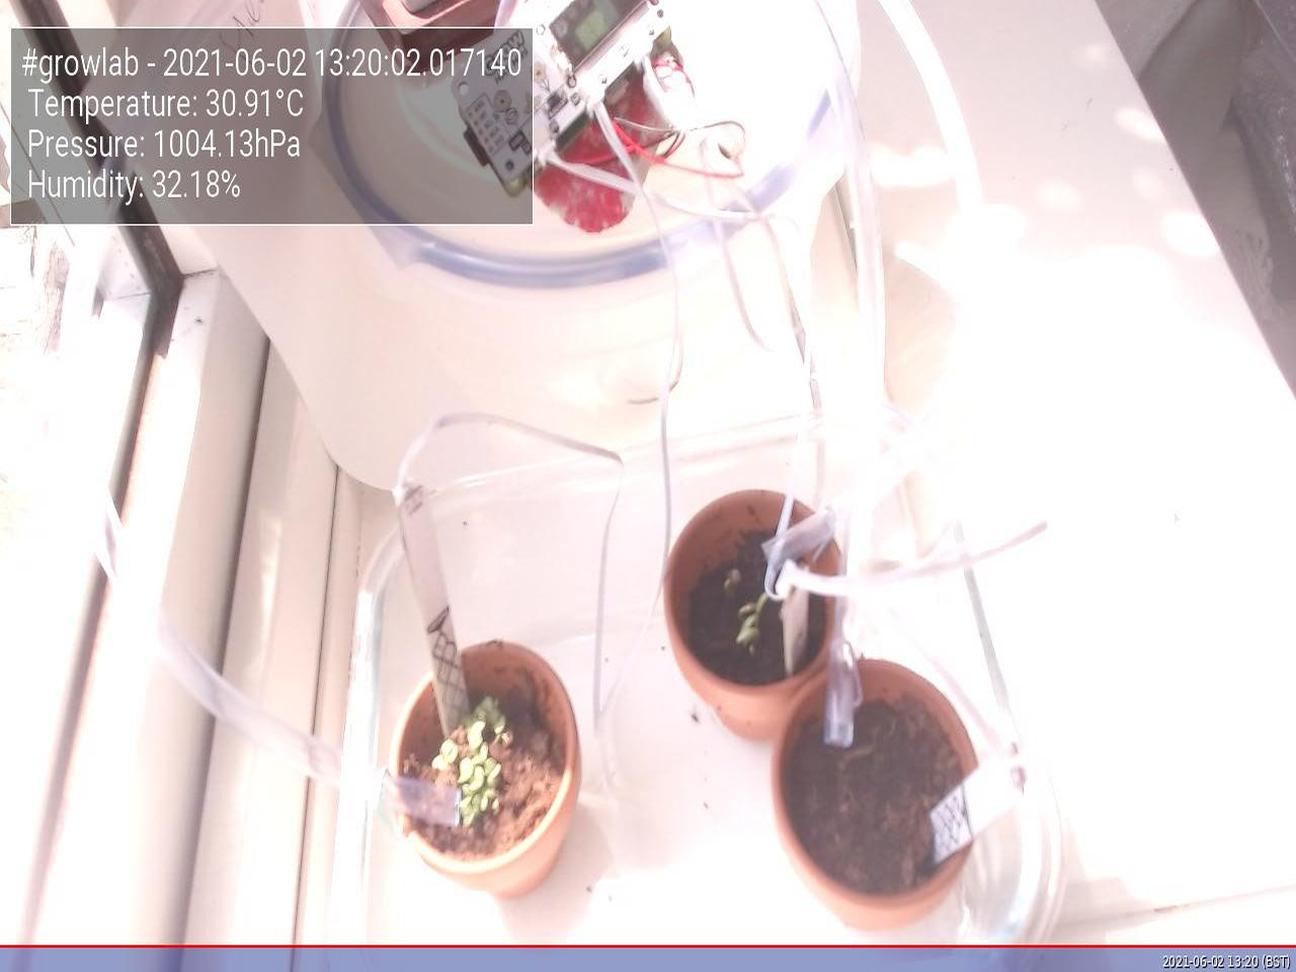 #growlab - 2021-06-02 13:20:02.017140
Temperature: 30.91°C
Pressure: 1004.13hPa
Humidity: 32.18%
2021-06-02 13:20 (BST)